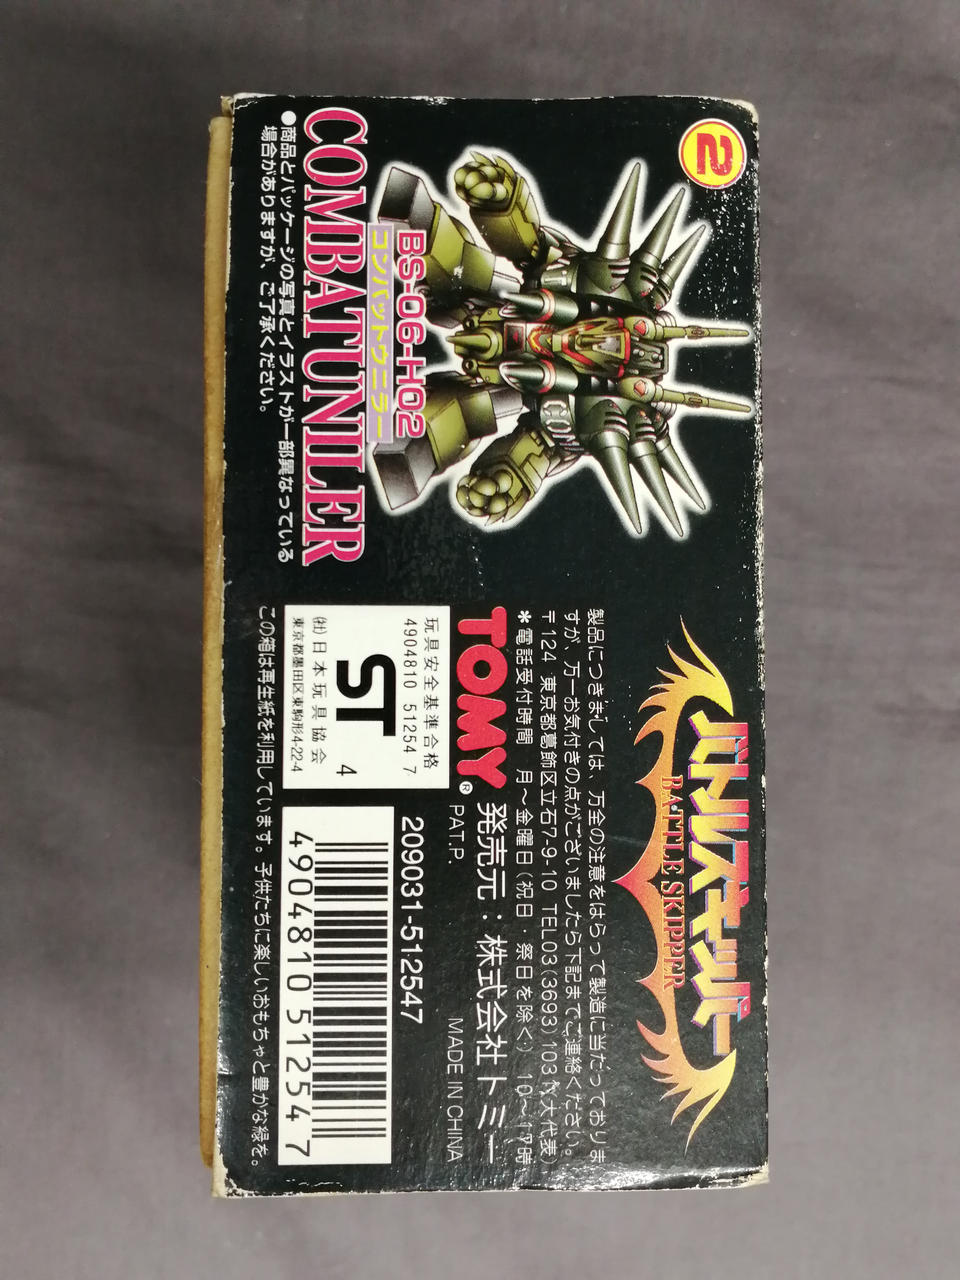 2
BS-06-H02
コンバットウニラー
COMBATUNILER
●商品とパッケージの写真とイラストが一部異なっている
場合がありますが、ご了承ください。
バトルスキッパー
BATTLE SKIPPER
製品につきましては、万全の注意をはらって製造に当たっておりま
すが、万一お気付きの点がございましたら下記までご連絡ください。
〒124 東京都葛飾区立石7-9-10 TEL03(3693)1031(大代表)
*電話受付時間 月~金曜日(祝日・祭日を除く) 10~17時
TOMY® 発売元:株式会社トミー
PAT.P. MADE IN CHINA
玩具安全基準合格
4904810 51254 7
ST 4
(社)日本玩具協会
東京都墨田区東駒形4-22-4
209031-512547
4904810512547
この箱は再生紙を利用しています。子供たちに楽しいおもちゃと豊かな緑を。